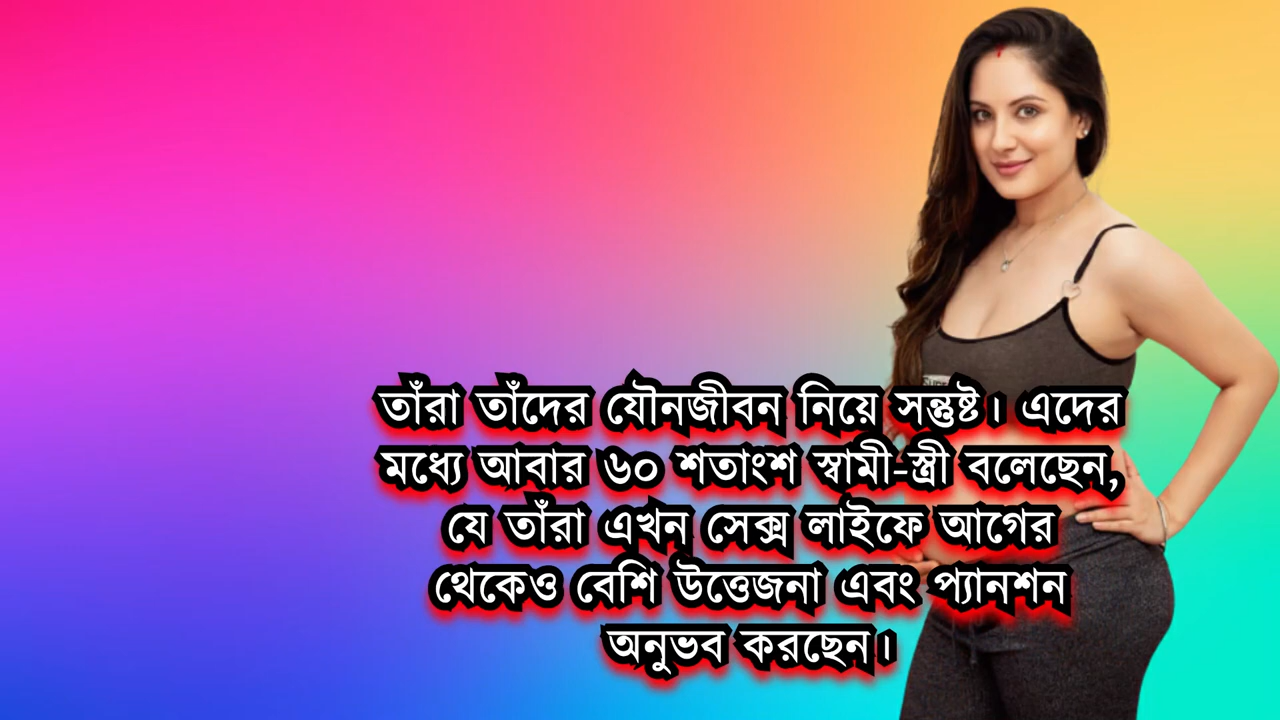 তাঁরা তাঁদের যৌনজীবন নিয়ে সন্তুষ্ট। এদের
মধ্যে আবার ৬০ শতাংশ স্বামী-স্ত্রী বলেছেন,
যে তাঁরা এখন সেক্স লাইফে আগের
থেকেও বেশি উত্তেজনা এবং প্যানশন
অনুভব করছেন।